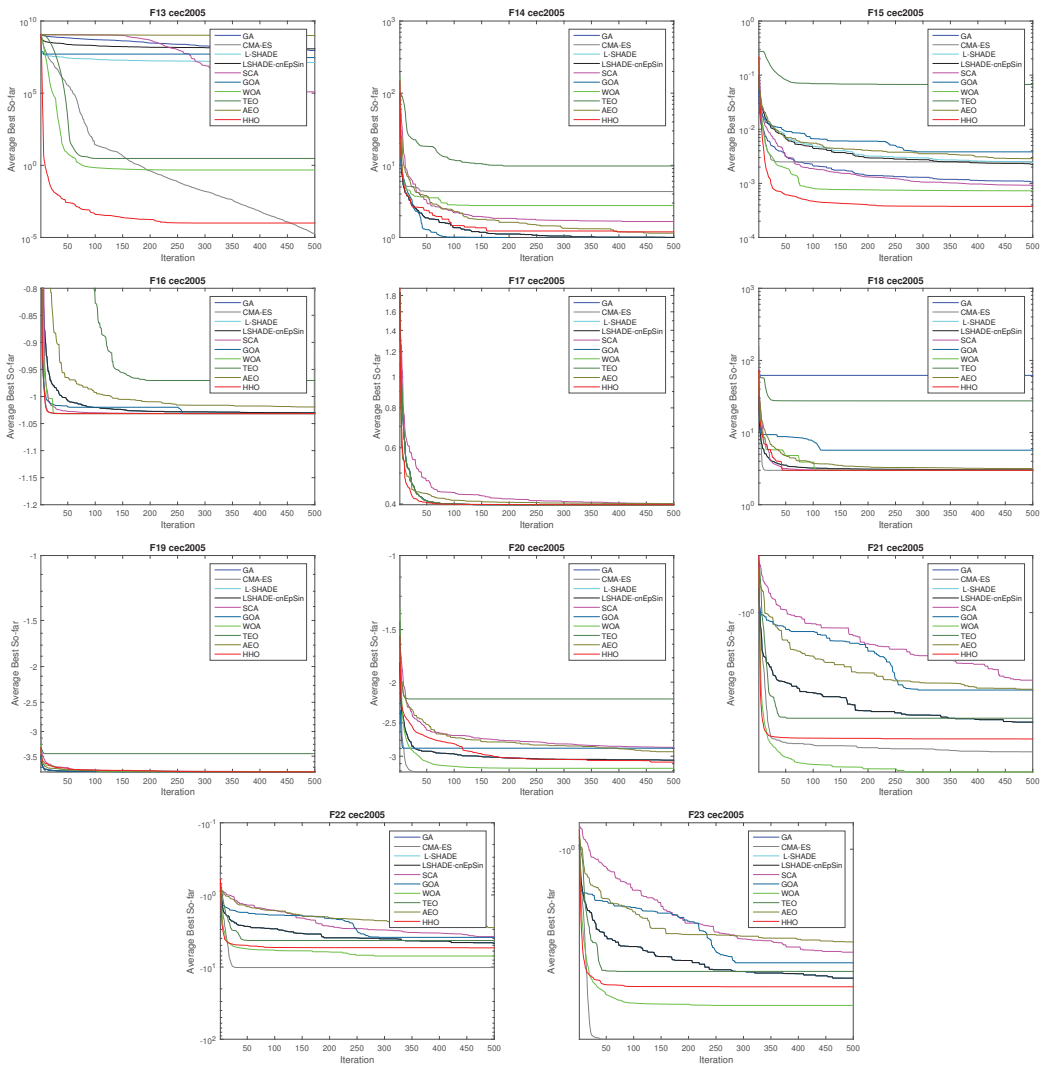 F13 cec2005
Average Best So-far
10^10
10^5
10^0
10^-5
50 100 150 200 250 300 350 400 450 500
Iteration
GA
CMA-ES
L-SHADE
LSHADE-cnEpSin
SCA
GOA
WOA
TEO
AEO
HHO
F14 cec2005
Average Best So-far
10^3
10^2
10^1
10^0
50 100 150 200 250 300 350 400 450 500
Iteration
GA
CMA-ES
L-SHADE
LSHADE-cnEpSin
SCA
GOA
WOA
TEO
AEO
HHO
F15 cec2005
Average Best So-far
10^0
10^-1
10^-2
10^-3
10^-4
50 100 150 200 250 300 350 400 450 500
Iteration
GA
CMA-ES
L-SHADE
LSHADE-cnEpSin
SCA
GOA
WOA
TEO
AEO
HHO
F16 cec2005
Average Best So-far
-0.8
-0.85
-0.9
-0.95
-1
-1.05
-1.1
-1.15
-1.2
50 100 150 200 250 300 350 400 450 500
Iteration
GA
CMA-ES
L-SHADE
LSHADE-cnEpSin
SCA
GOA
WOA
TEO
AEO
HHO
F17 cec2005
Average Best So-far
1.8
1.6
1.4
1.2
1
0.8
0.6
0.4
50 100 150 200 250 300 350 400 450 500
Iteration
GA
CMA-ES
L-SHADE
LSHADE-cnEpSin
SCA
GOA
WOA
TEO
AEO
HHO
F18 cec2005
Average Best So-far
10^3
10^2
10^1
10^0
50 100 150 200 250 300 350 400 450 500
Iteration
GA
CMA-ES
L-SHADE
LSHADE-cnEpSin
SCA
GOA
WOA
TEO
AEO
HHO
F19 cec2005
Average Best So-far
-1
-1.5
-2
-2.5
-3
-3.5
50 100 150 200 250 300 350 400 450 500
Iteration
GA
CMA-ES
L-SHADE
LSHADE-cnEpSin
SCA
GOA
WOA
TEO
AEO
HHO
F20 cec2005
Average Best So-far
-1
-1.5
-2
-2.5
-3
50 100 150 200 250 300 350 400 450 500
Iteration
GA
CMA-ES
L-SHADE
LSHADE-cnEpSin
SCA
GOA
WOA
TEO
AEO
HHO
F21 cec2005
Average Best So-far
-10^0
50 100 150 200 250 300 350 400 450 500
Iteration
GA
CMA-ES
L-SHADE
LSHADE-cnEpSin
SCA
GOA
WOA
TEO
AEO
HHO
F22 cec2005
Average Best So-far
-10^-1
-10^0
-10^1
-10^2
50 100 150 200 250 300 350 400 450 500
Iteration
GA
CMA-ES
L-SHADE
LSHADE-cnEpSin
SCA
GOA
WOA
TEO
AEO
HHO
F23 cec2005
Average Best So-far
-10^0
50 100 150 200 250 300 350 400 450 500
Iteration
GA
CMA-ES
L-SHADE
LSHADE-cnEpSin
SCA
GOA
WOA
TEO
AEO
HHO